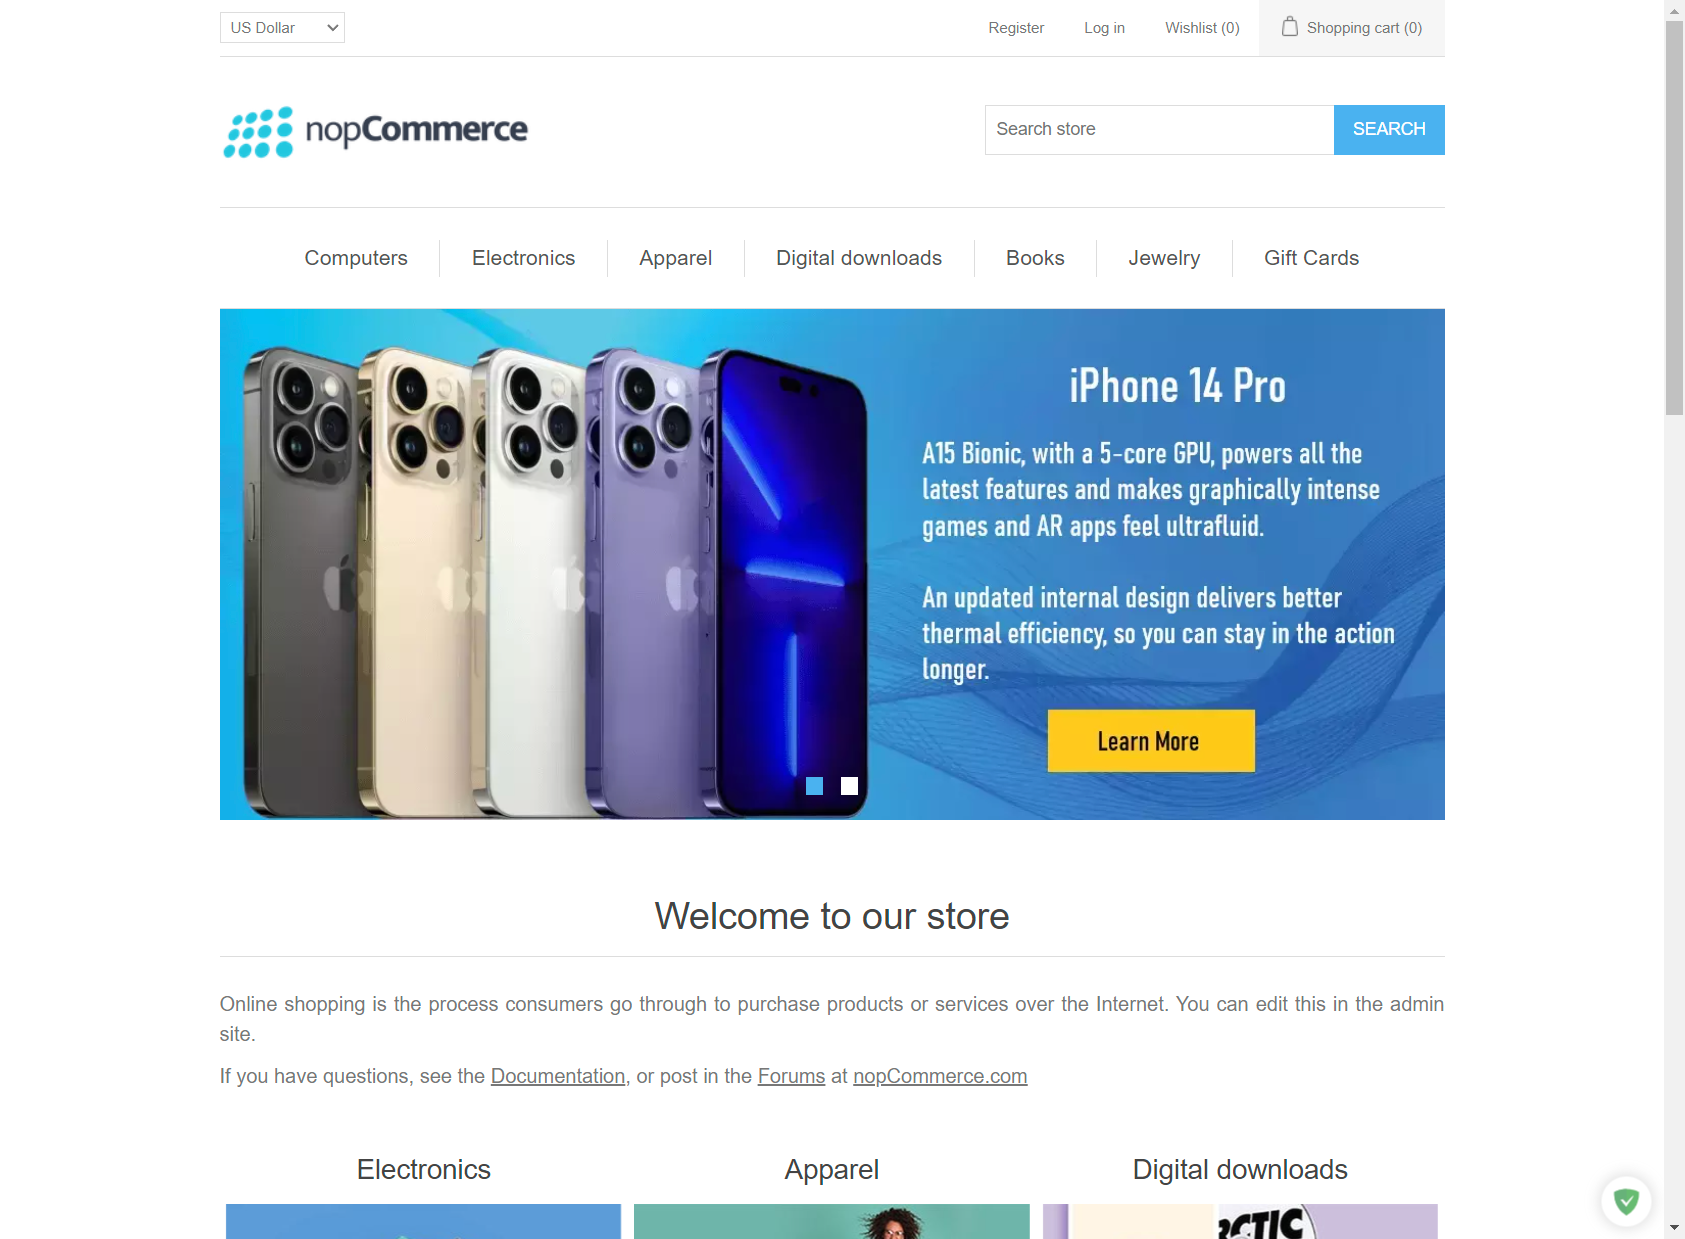 US Dollar
Register
Log in
Wishlist (0)
Shopping cart (0)
nopCommerce
Search store
SEARCH
Computers
Electronics
Apparel
Digital downloads
Books
Jewelry
Gift Cards
iPhone 14 Pro
A15 Bionic, with a 5-core GPU, powers all the
latest features and makes graphically intense
games and AR apps feel ultrafluid.
An updated internal design delivers better
thermal efficiency, so you can stay in the action
longer.
Learn More
Welcome to our store
Online shopping is the process consumers go through to purchase products or services over the Internet. You can edit this in the admin
site.
If you have questions, see the Documentation, or post in the Forums at nopCommerce.com
Electronics
Apparel
Digital downloads